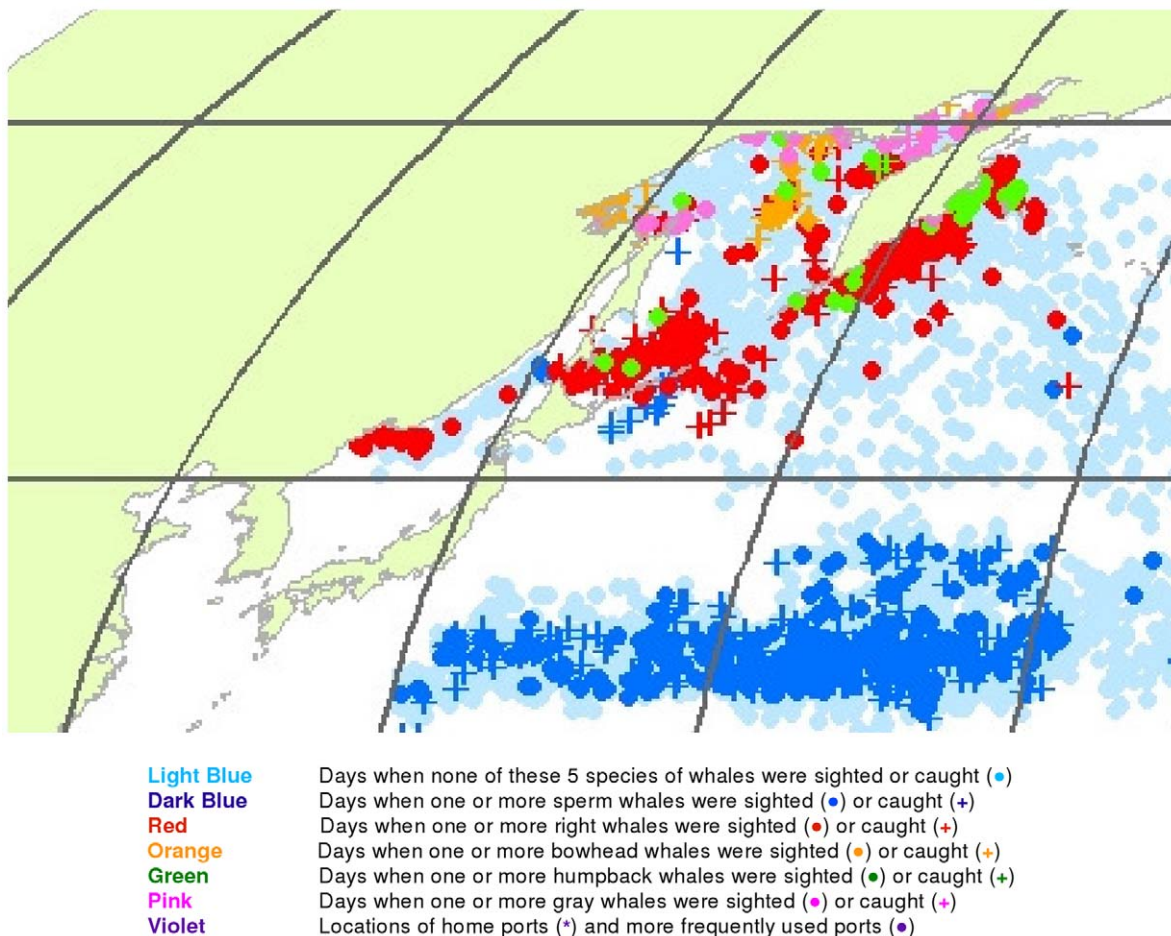 Light Blue Days when none of these 5 species of whales were sighted or caught (•)
Dark Blue Days when one or more sperm whales were sighted (•) or caught (+)
Red Days when one or more right whales were sighted (•) or caught (+)
Orange Days when one or more bowhead whales were sighted (•) or caught (+)
Green Days when one or more humpback whales were sighted (•) or caught (+)
Pink Days when one or more gray whales were sighted (•) or caught (+)
Violet Locations of home ports (*) and more frequently used ports (•)